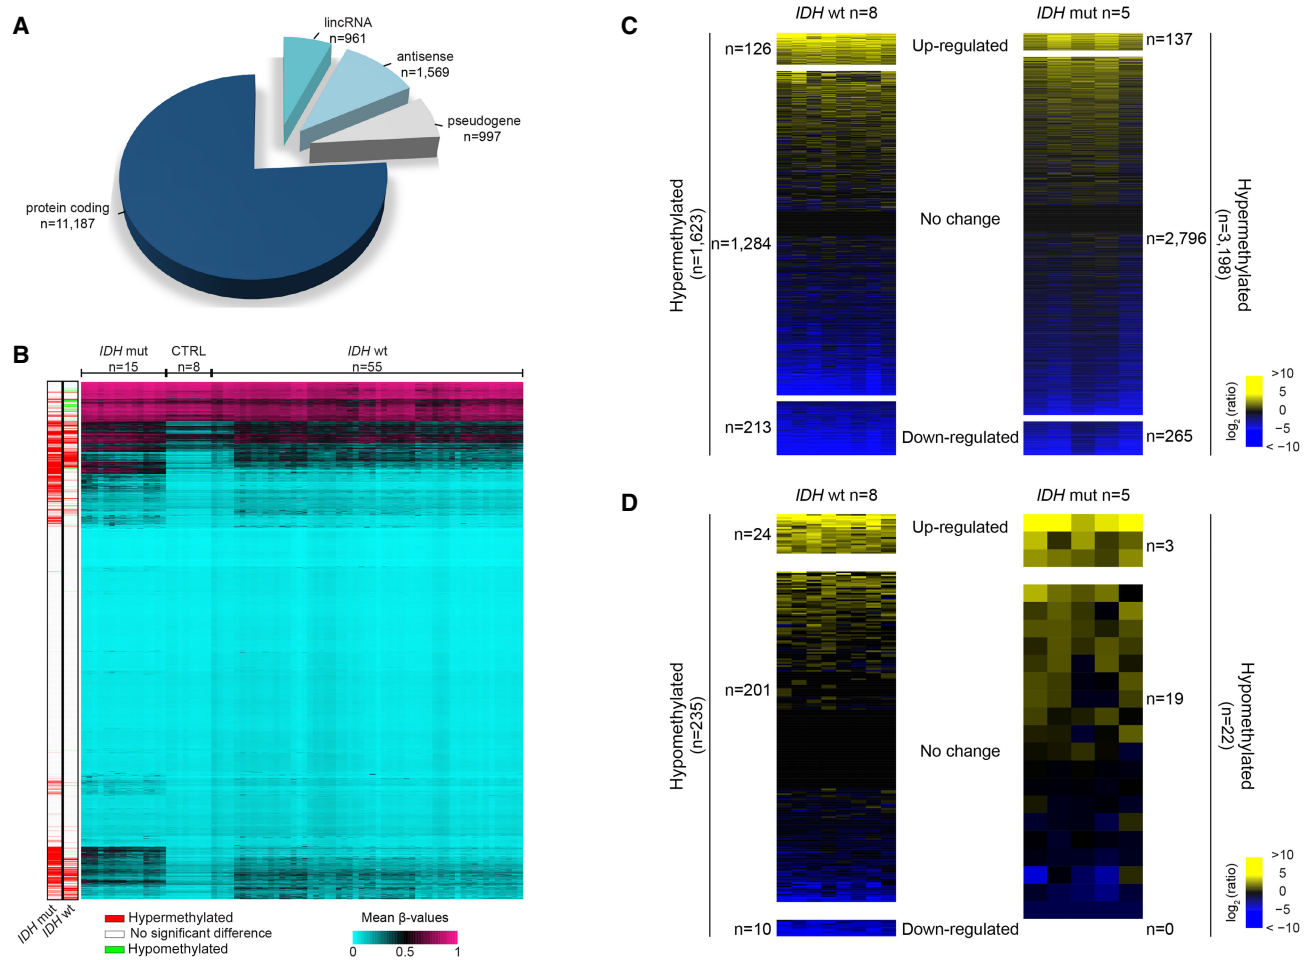 A
lincRNA
n=961
antisense
n=1,569
pseudogene
n=997
protein coding
n=11,187
B
IDH mut
n=15
CTRL
n=8
IDH wt
n=55
IDH mut
IDH wt
Hypermethylated
No significant difference
Hypomethylated
Mean β-values
0 0.5 1
C
IDH wt n=8
IDH mut n=5
n=126
Up-regulated
n=137
Hypermethylated
(n=1,623)
n=1,284
No change
n=2,796
Hypermethylated
(n=3,198)
n=213
Down-regulated
n=265
>10
5
0
−5
< −10
log2 (ratio)
D
IDH wt n=8
IDH mut n=5
n=24
Up-regulated
n=3
Hypomethylated
(n=235)
n=201
No change
n=19
Hypomethylated
(n=22)
n=10
Down-regulated
n=0
>10
5
0
−5
< −10
log2 (ratio)